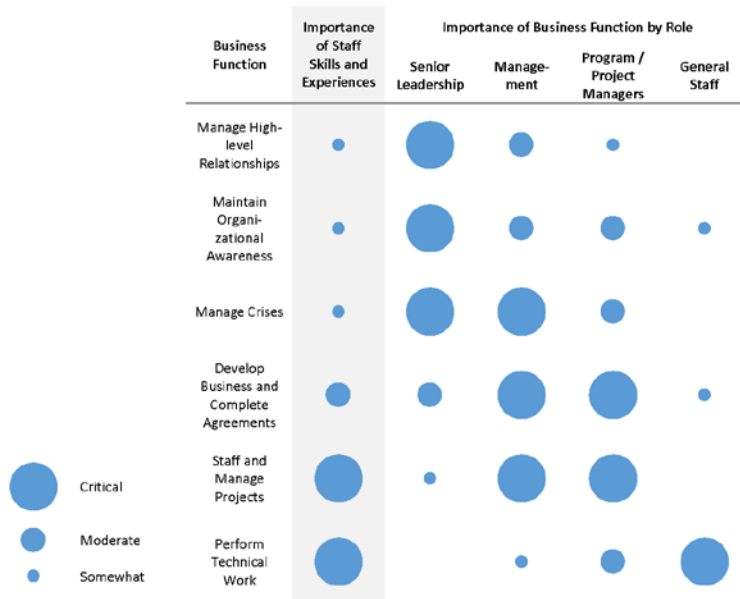 Business
Function
Importance
of Staff
Skills and
Experiences
Importance of Business Function by Role
Senior
Leadership
Manage-
ment
Program /
Project
Managers
General
Staff
Manage High-
level
Relationships
Maintain
Organi-
zational
Awareness
Manage Crises
Develop
Business and
Complete
Agreements
Staff and
Manage
Projects
Perform
Technical
Work
Critical
Moderate
Somewhat